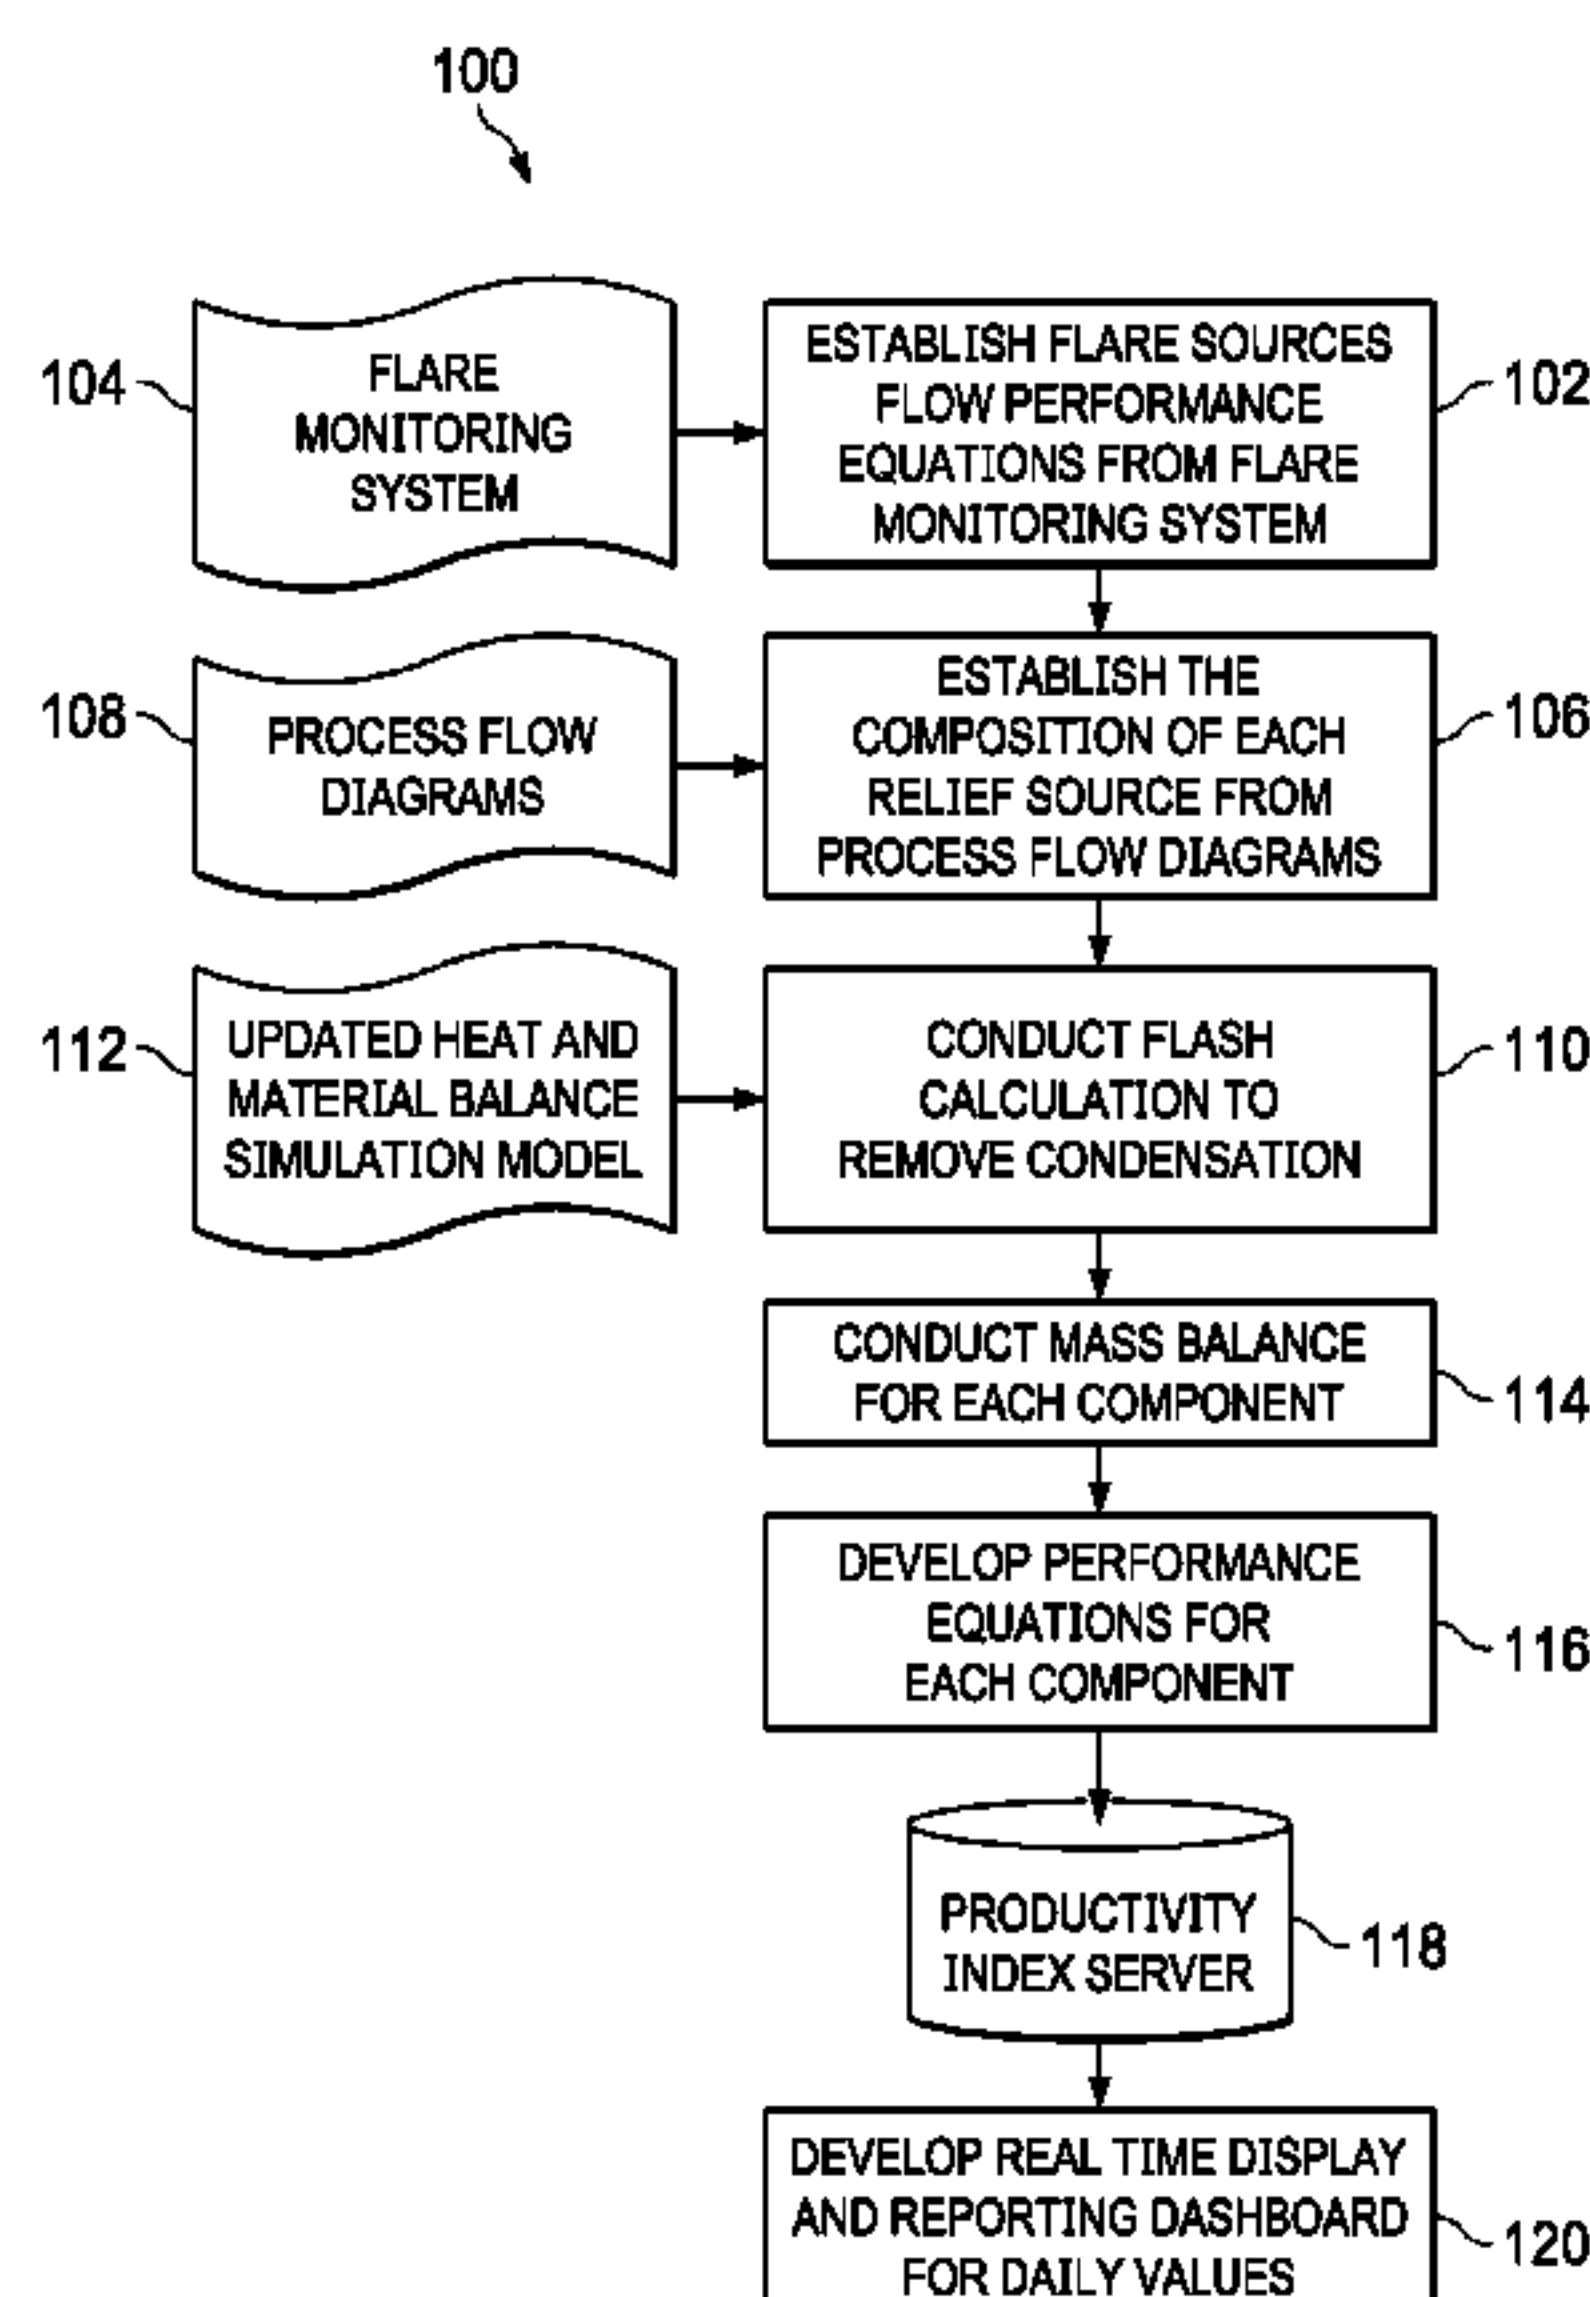 100
104
FLARE
MONITORING
SYSTEM
ESTABLISH FLARE SOURCES
FLOW PERFORMANCE
EQUATIONS FROM FLARE
MONITORING SYSTEM
102
108
PROCESS FLOW
DIAGRAMS
ESTABLISH THE
COMPOSITION OF EACH
RELIEF SOURCE FROM
PROCESS FLOW DIAGRAMS
106
112
UPDATED HEAT AND
MATERIAL BALANCE
SIMULATION MODEL
CONDUCT FLASH
CALCULATION TO
REMOVE CONDENSATION
110
CONDUCT MASS BALANCE
FOR EACH COMPONENT
114
DEVELOP PERFORMANCE
EQUATIONS FOR
EACH COMPONENT
116
PRODUCTIVITY
INDEX SERVER
118
DEVELOP REAL TIME DISPLAY
AND REPORTING DASHBOARD
FOR DAILY VALUES
120